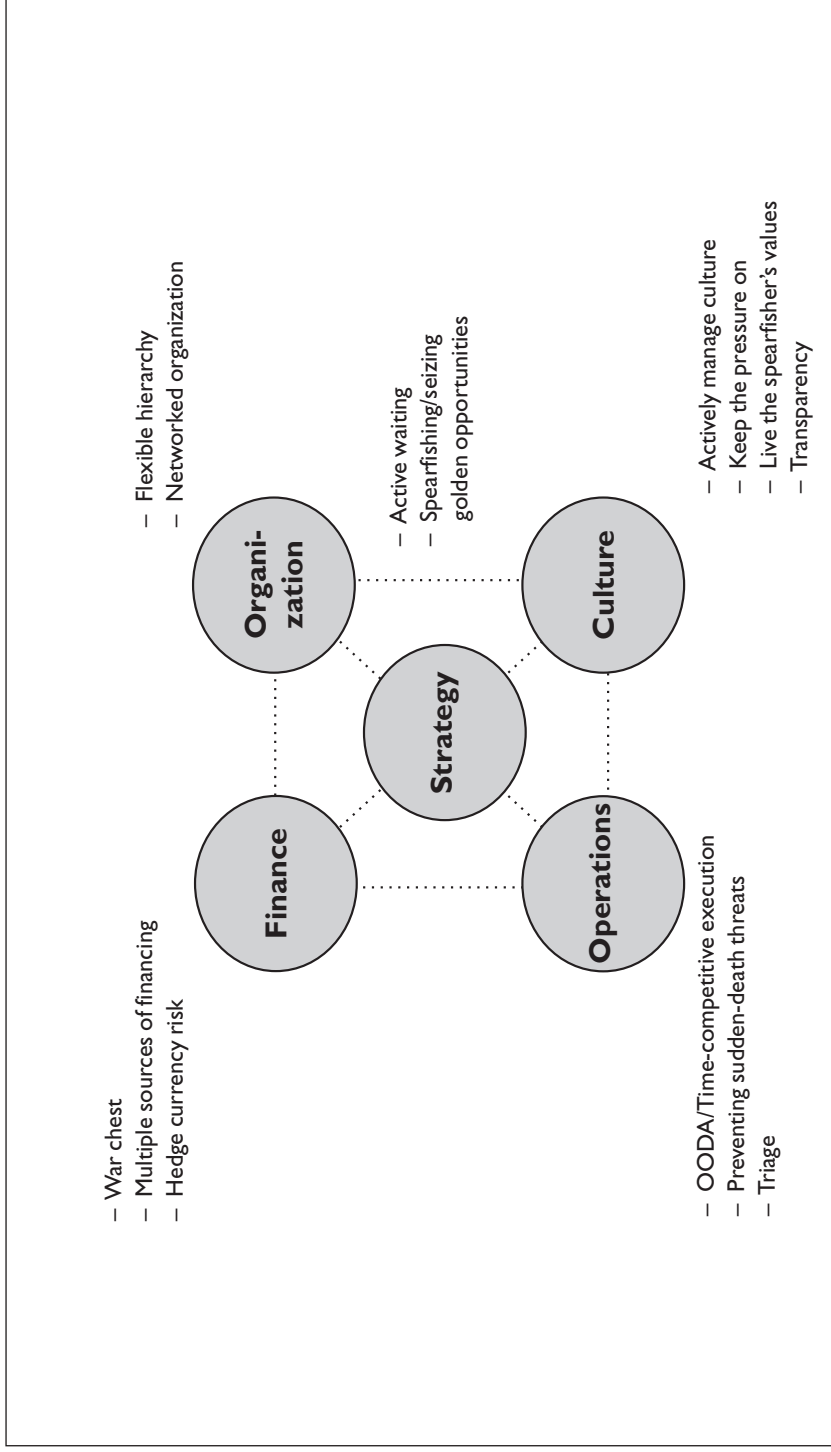 – War chest
– Multiple sources of financing
– Hedge currency risk
– Flexible hierarchy
– Networked organization
Finance
Organi-
zation
– Active waiting
– Spearfishing/seizing
golden opportunities
Strategy
Operations
Culture
– OODA/Time-competitive execution
– Preventing sudden-death threats
– Triage
– Actively manage culture
– Keep the pressure on
– Live the spearfisher’s values
– Transparency